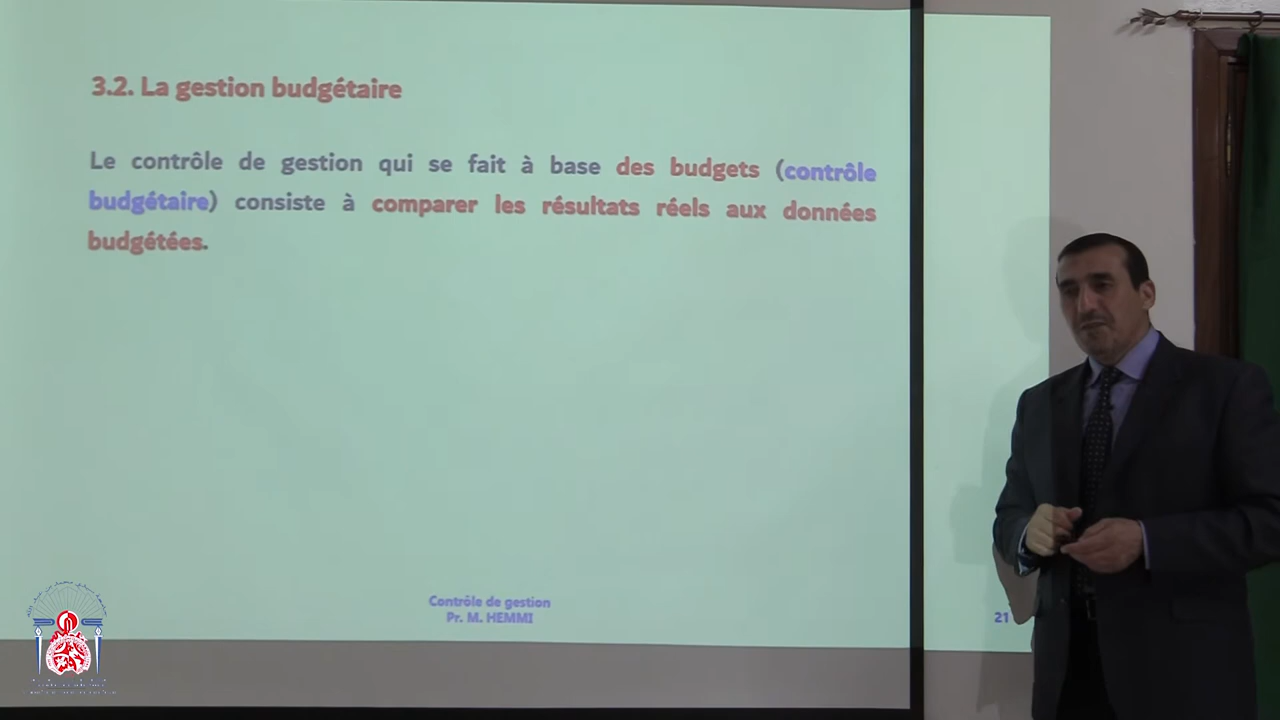 3.2. La gestion budgétaire
Le contrôle de gestion qui se fait à base des budgets (contrôle
budgétaire) consiste à comparer les résultats réels aux données
budgétées.
Contrôle de gestion
Pr. M. HEMMI
21